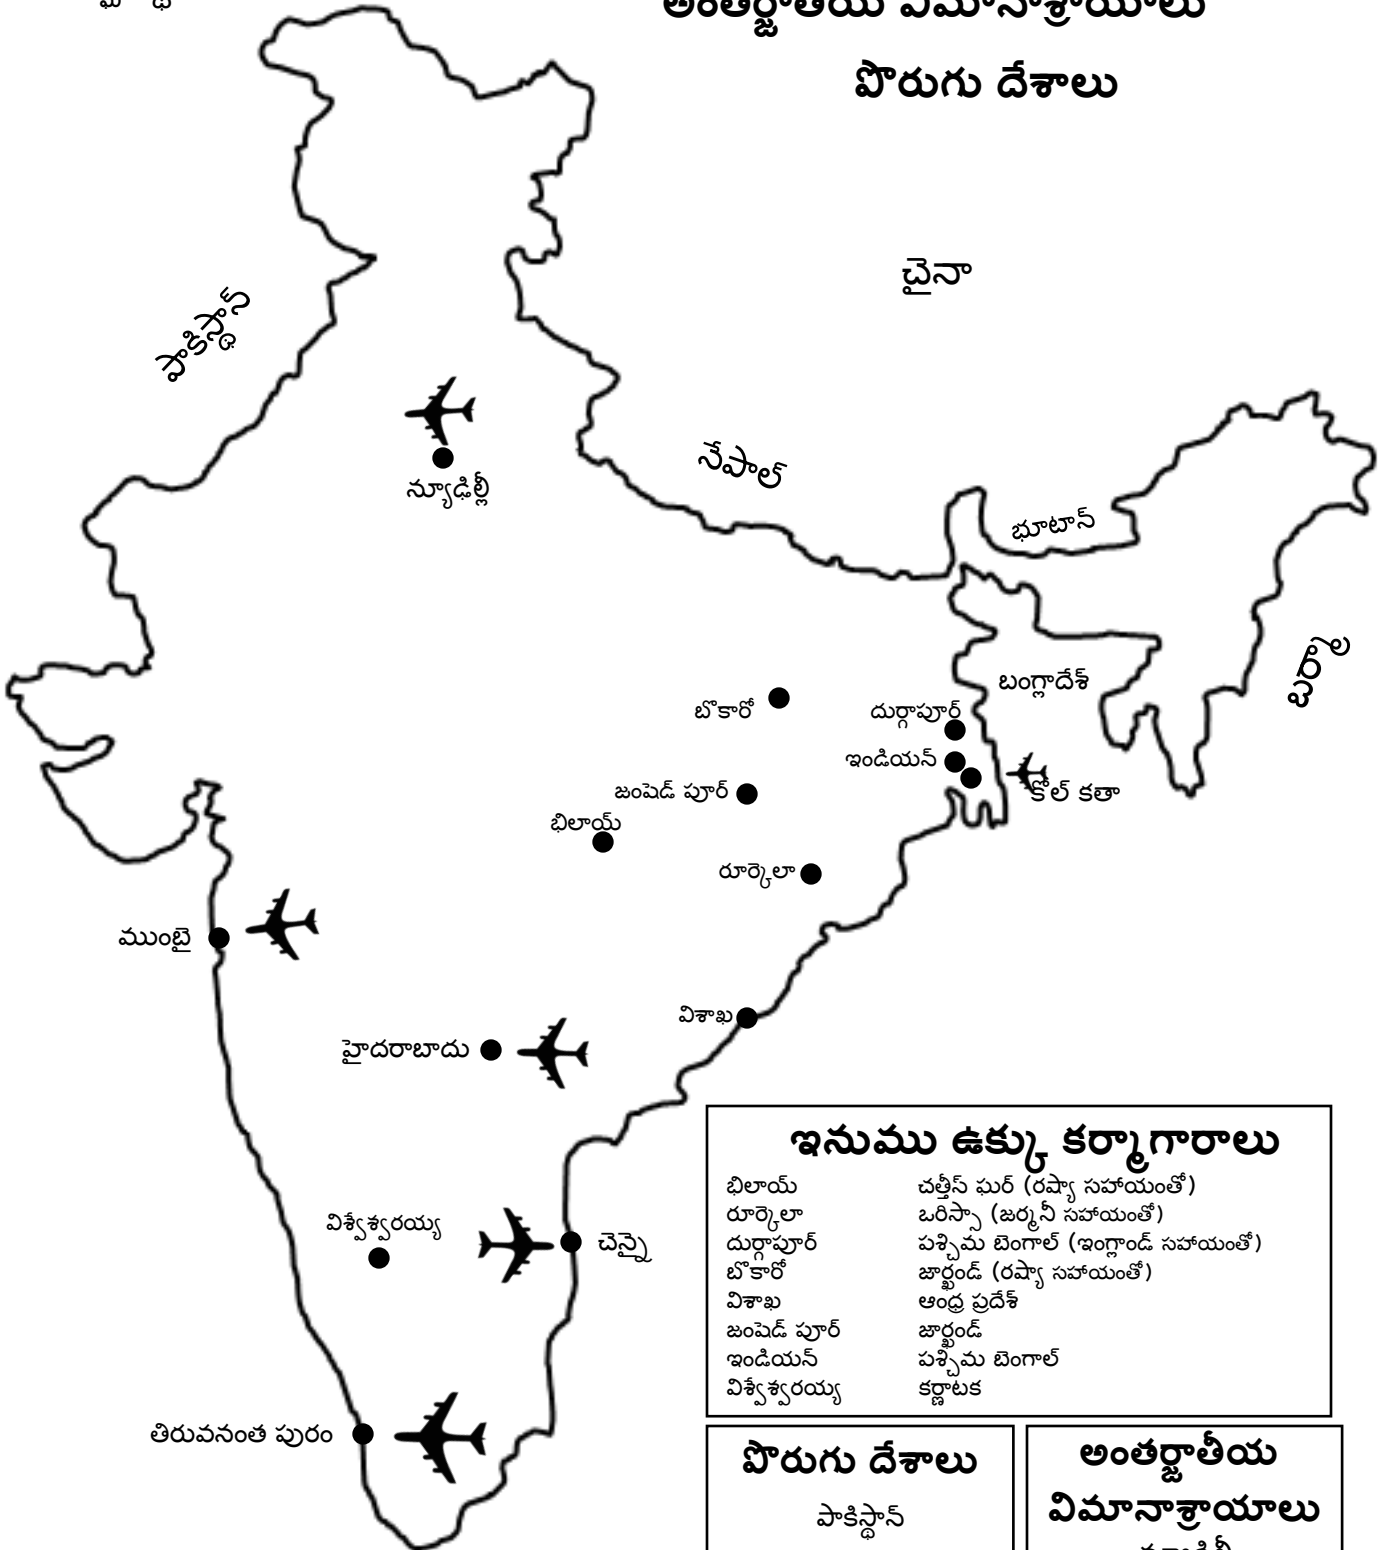 అంతర్జాతీయ విమానాశ్రాయాలు
పొరుగు దేశాలు
చైనా
పాకిస్థాన్
నేపాల్
న్యూఢిల్లీ
భూటాన్
బర్మా
బంగ్లాదేశ్
బొకారో
దుర్గాపూర్
ఇండియన్
కోల్ కతా
జంషెడ్ పూర్
భిలాయ్
రూర్కెలా
ముంబై
విశాఖ
హైదరాబాదు
విశ్వేశ్వరయ్య
చెన్నై
తిరువనంత పురం
ఇనుము ఉక్కు కర్మాగారాలు
భిలాయ్ చత్తీస్ ఘర్ (రష్యా సహాయంతో)
రూర్కెలా ఒరిస్సా (జర్మనీ సహాయంతో)
దుర్గాపూర్ పశ్చిమ బెంగాల్ (ఇంగ్లాండ్ సహాయంతో)
బొకారో జార్ఖండ్ (రష్యా సహాయంతో)
విశాఖ ఆంధ్ర ప్రదేశ్
జంషెడ్ పూర్ జార్ఖండ్
ఇండియన్ పశ్చిమ బెంగాల్
విశ్వేశ్వరయ్య కర్ణాటక
పొరుగు దేశాలు
పాకిస్థాన్
అంతర్జాతీయ
విమానాశ్రాయాలు